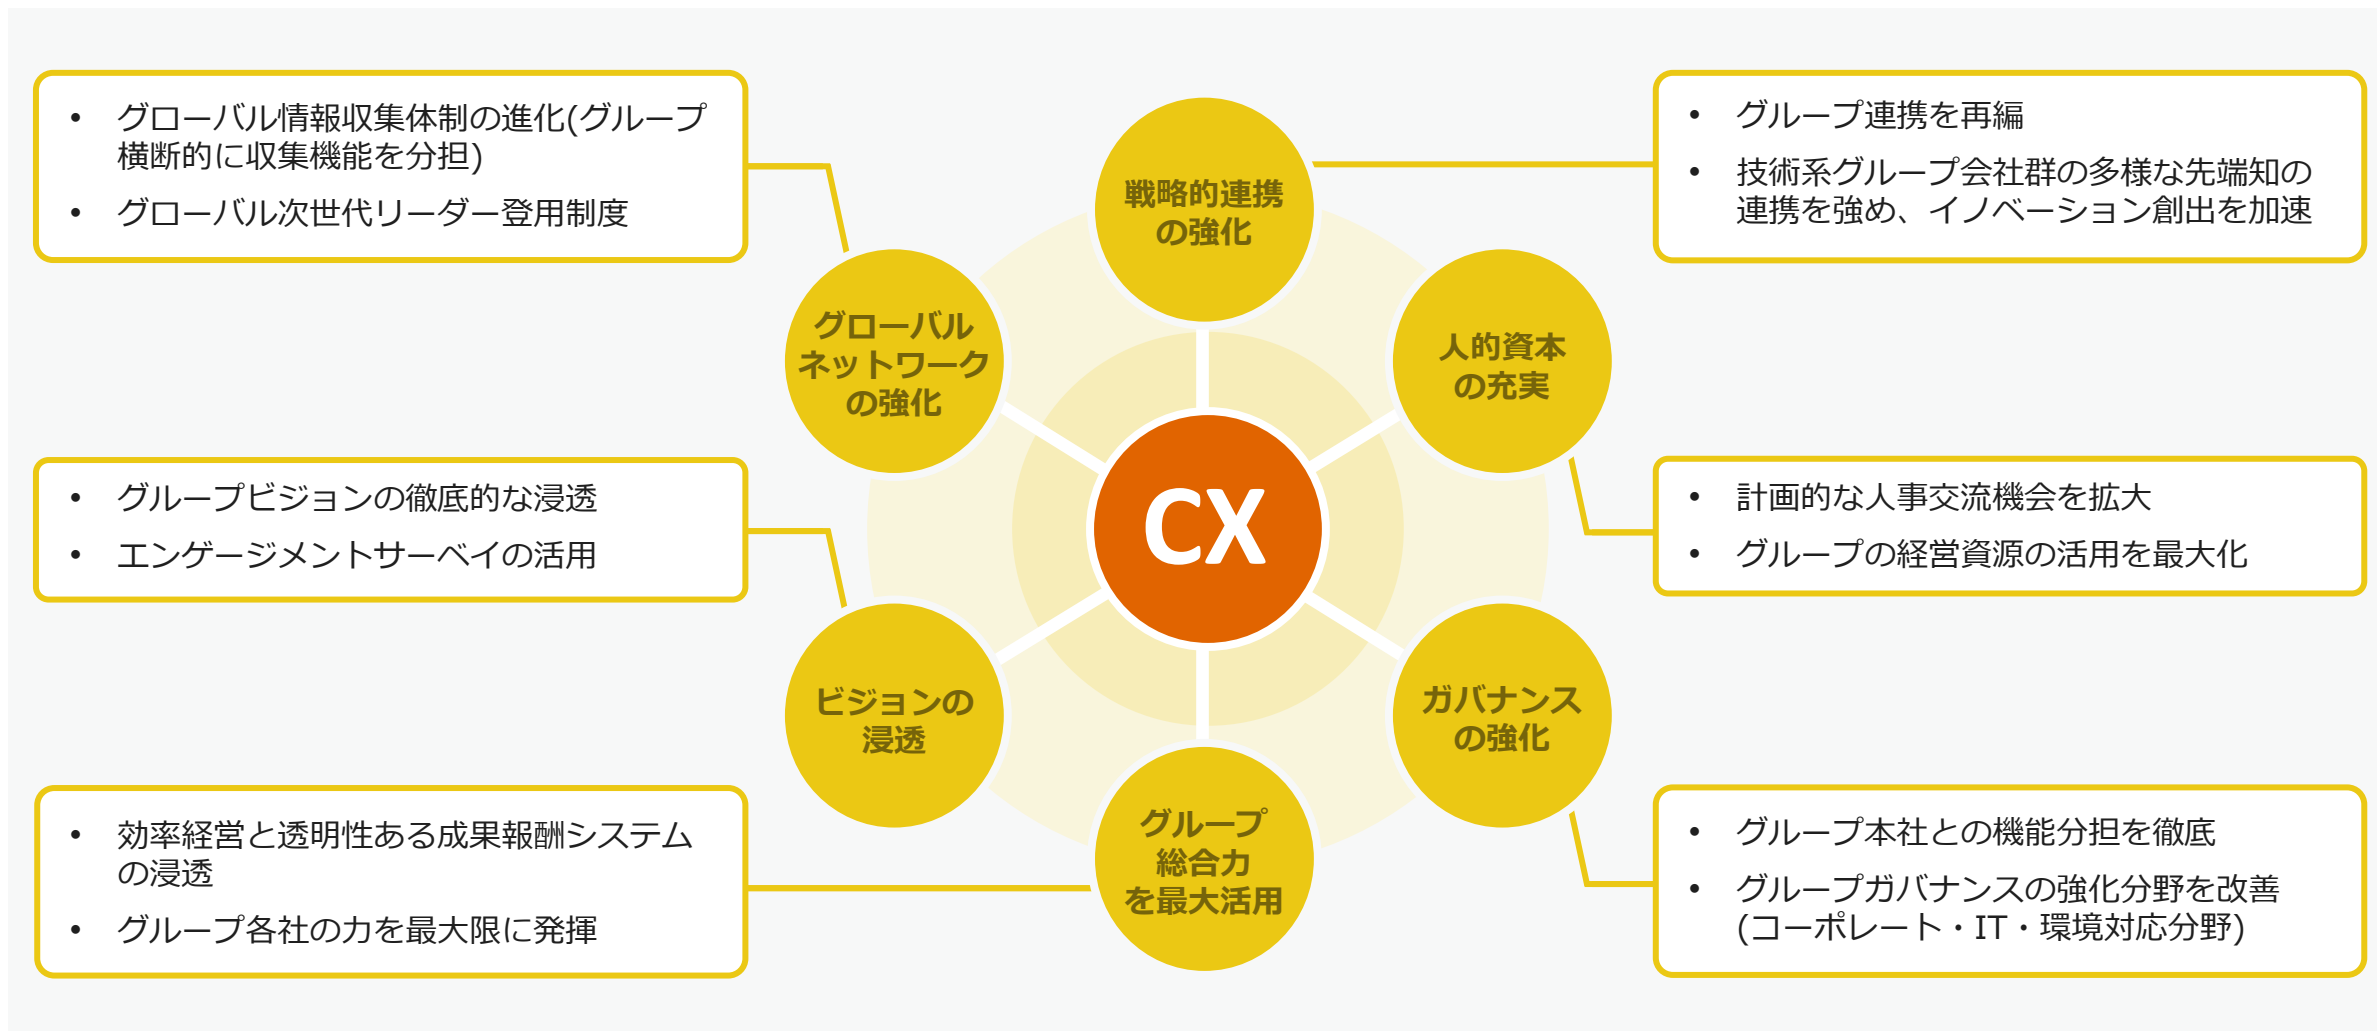 • グローバル情報収集体制の進化(グループ
横断的に収集機能を分担)
• グローバル次世代リーダー登用制度
• グループ連携を再編
• 技術系グループ会社群の多様な先端知の
連携を強め、イノベーション創出を加速
戦略的連携
の強化
グローバル
ネットワーク
の強化
人的資本
の充実
• グループビジョンの徹底的な浸透
• エンゲージメントサーベイの活用
CX
• 計画的な人事交流機会を拡大
• グループの経営資源の活用を最大化
ビジョンの
浸透
ガバナンス
の強化
グループ
総合力
を最大活用
• 効率経営と透明性ある成果報酬システム
の浸透
• グループ各社の力を最大限に発揮
• グループ本社との機能分担を徹底
• グループガバナンスの強化分野を改善
(コーポレート・IT・環境対応分野)